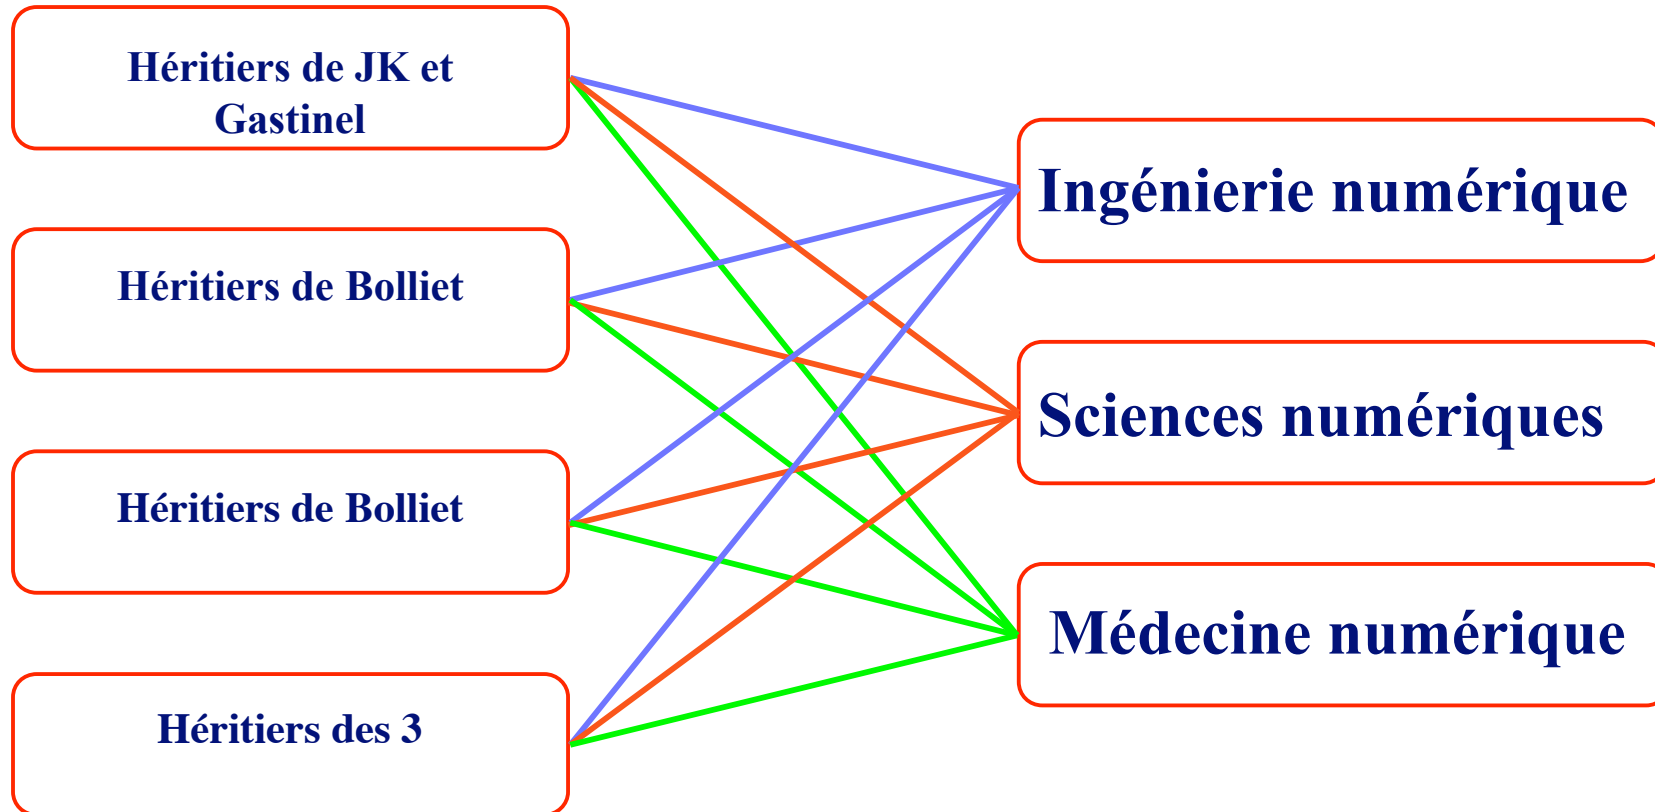 Héritiers de JK et
Gastinel
Héritiers de Bolliet
Héritiers de Bolliet
Héritiers des 3
Ingénierie numérique
Sciences numériques
Médecine numérique